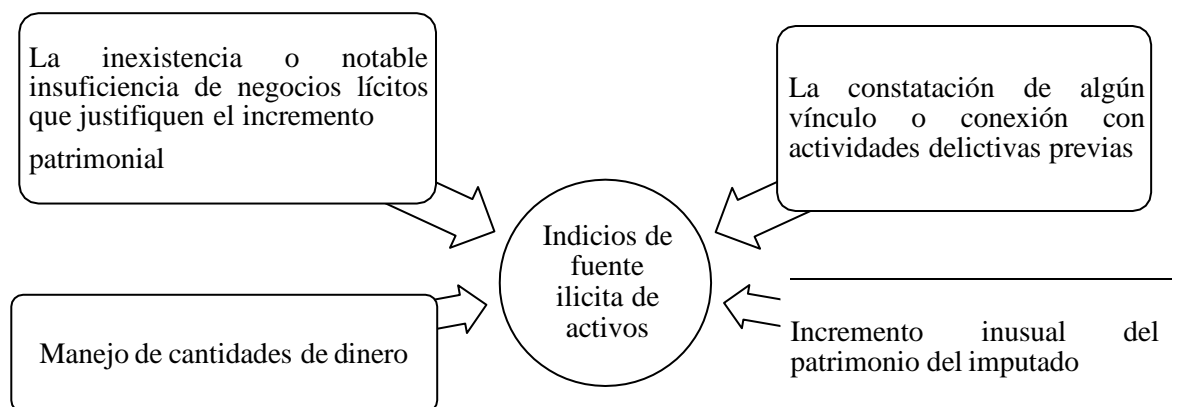 La inexistencia o notable
insuficiencia de negocios lícitos
que justifiquen el incremento
patrimonial
La constatación de algún
vínculo o conexión con
actividades delictivas previas
Indicios de
fuente
ilicita de
activos
Manejo de cantidades de dinero
Incremento inusual del
patrimonio del imputado